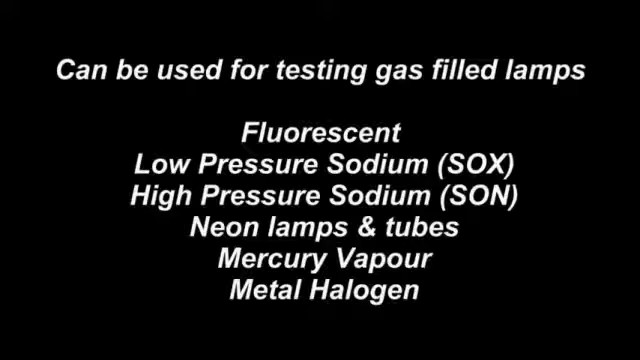 Can be used for testing gas filled lamps
Fluorescent
Low Pressure Sodium (SOX)
High Pressure Sodium (SON)
Neon lamps & tubes
Mercury Vapour
Metal Halogen